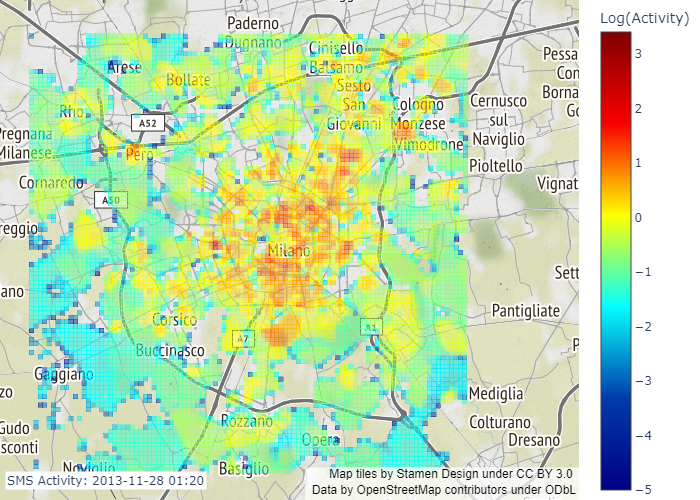 Log(Activity)
3
2
1
0
−1
−2
−3
−4
−5
Paderno
Dugnano
Cinisello
Balsamo
Arese
Bollate
Sesto
San
Giovanni
Cologno
Monzese
Vimodrone
Cernusco
sul
Naviglio
Pioltello
Pessa
Con
Borna
Go
Rho
A52
Pero
Pregnana
Milanese
Cornaredo
A50
Vignat
reggio
Milano
Sett
ano
Pantigliate
Corsico
A7
A1
Buccinasco
P
Gaggiano
Mediglia
zzo
Rozzano
Colturano
Dresano
Gudo
sconti
Opera
Noviglio
Basiglio
SMS Activity: 2013-11-28 01:20
Map tiles by Stamen Design under CC BY 3.0
Data by OpenStreetMap contributors under ODbL